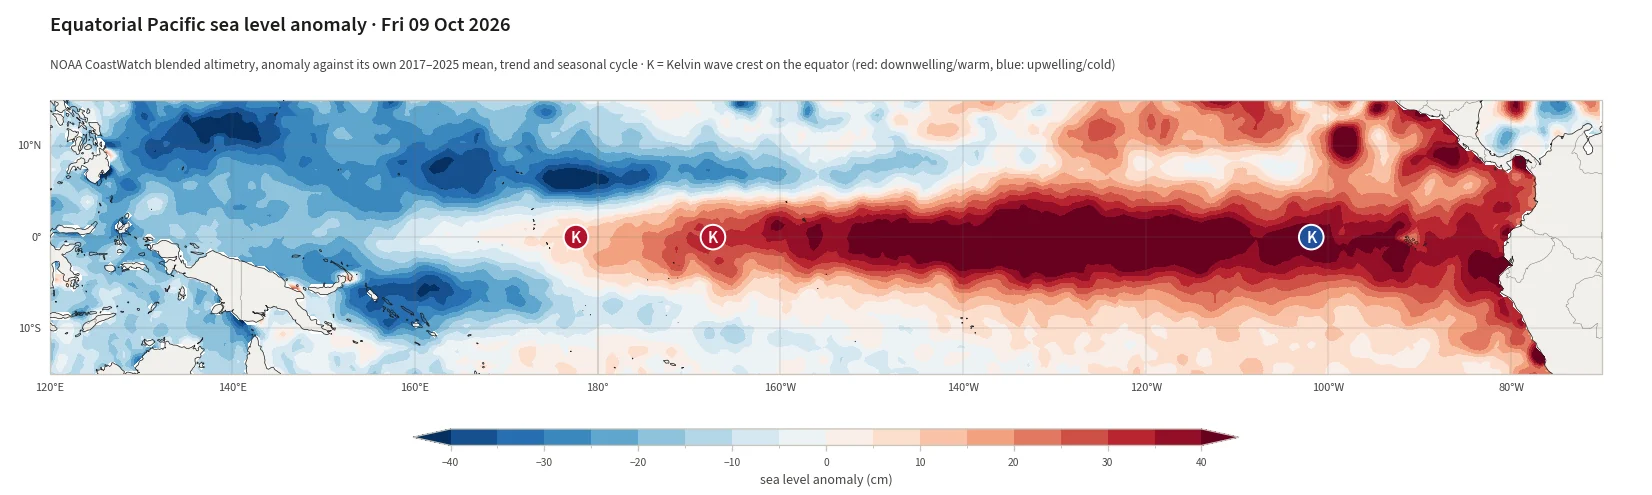 Equatorial Pacific sea level anomaly · Fri 09 Oct 2026
NOAA CoastWatch blended altimetry, anomaly against its own 2017–2025 mean, trend and seasonal cycle · K = Kelvin wave crest on the equator (red: downwelling/warm, blue: upwelling/cold)
10°N
0°
K K K
10°S
120°E 140°E 160°E 180° 160°W 140°W 120°W 100°W 80°W
−40 −30 −20 −10 0 10 20 30 40
sea level anomaly (cm)